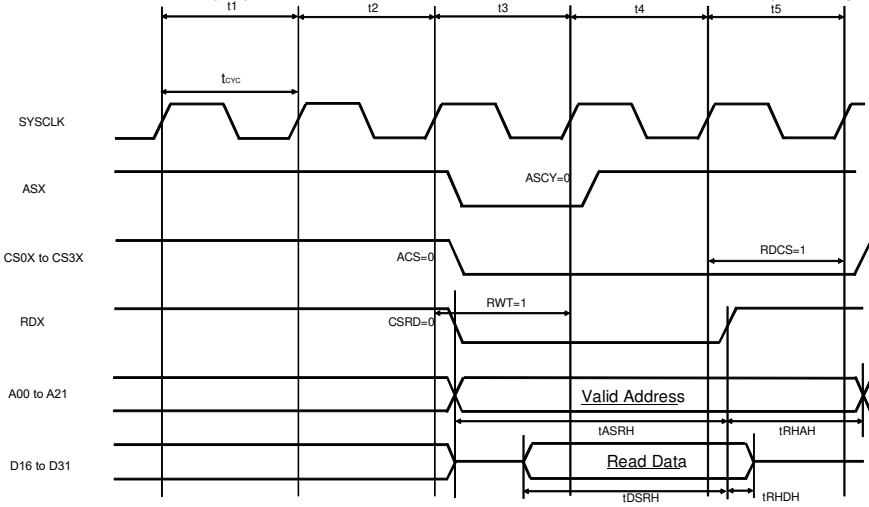 t1 t2 t3 t4 t5
tCYC
SYSCLK
ASX
ASCY=0
CS0X to CS3X
ACS=0
RDCS=1
RDX
CSRD=0
RWT=1
A00 to A21
Valid Address
tASRH
tRHAH
D16 to D31
Read Data
tDSRH
tRHDH